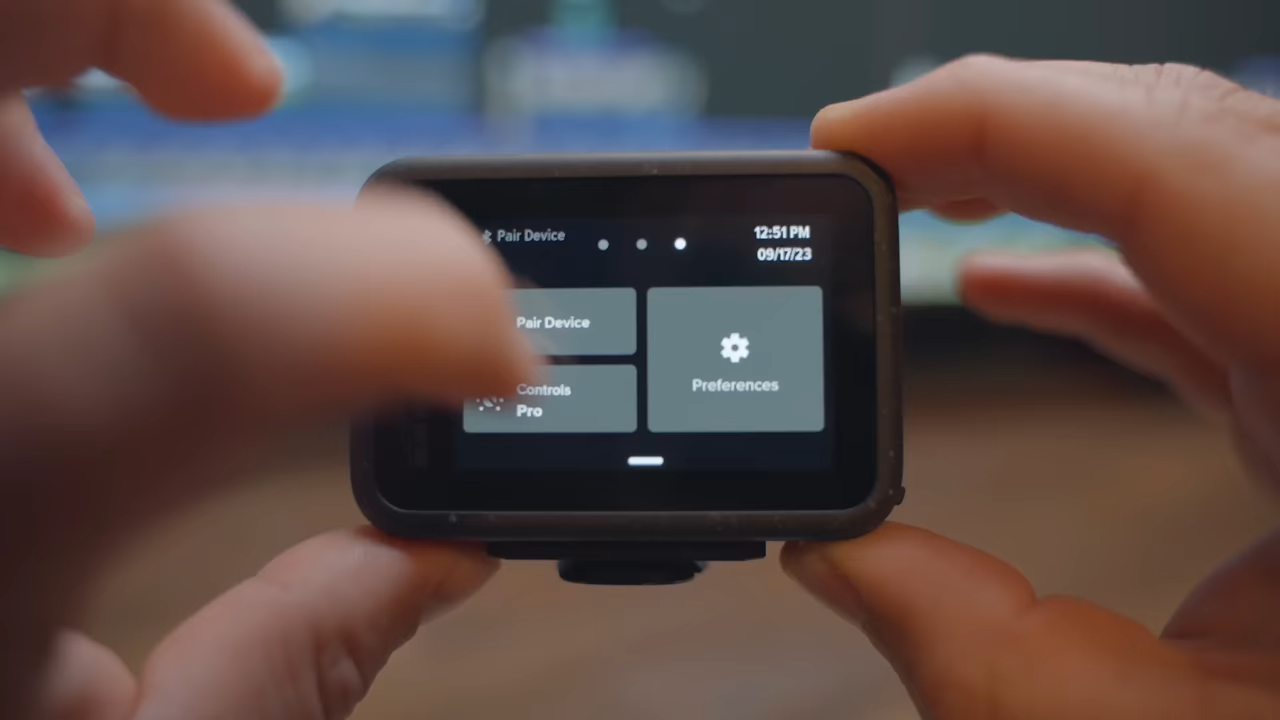 Pair Device
12:51 PM
09/17/23
Pair Device
Controls
Pro
Preferences